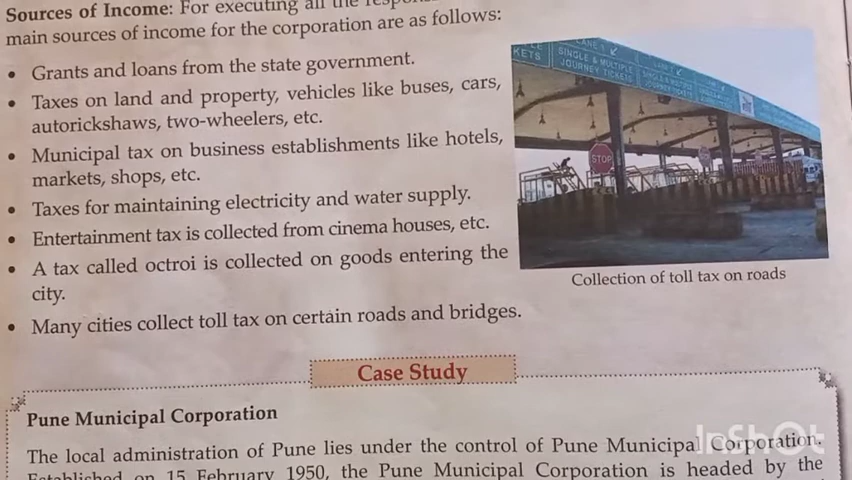 Sources of Income: For executing all the
main sources of income for the corporation are as follows:
• Grants and loans from the state government.
• Taxes on land and property, vehicles like buses, cars,
autorickshaws, two-wheelers, etc.
• Municipal tax on business establishments like hotels,
markets, shops, etc.
• Taxes for maintaining electricity and water supply.
• Entertainment tax is collected from cinema houses, etc.
• A tax called octroi is collected on goods entering the
city.
• Many cities collect toll tax on certain roads and bridges.
LANE 1
SINGLE & MULTIPLE
JOURNEY TICKETS
SINGLE & MULTIPLE
JOURNEY TICKETS
STOP
Collection of toll tax on roads
Case Study
Pune Municipal Corporation
The local administration of Pune lies under the control of Pune Municipal Corporation.
Established on 15 February 1950, the Pune Municipal Corporation is headed by the
InShOt